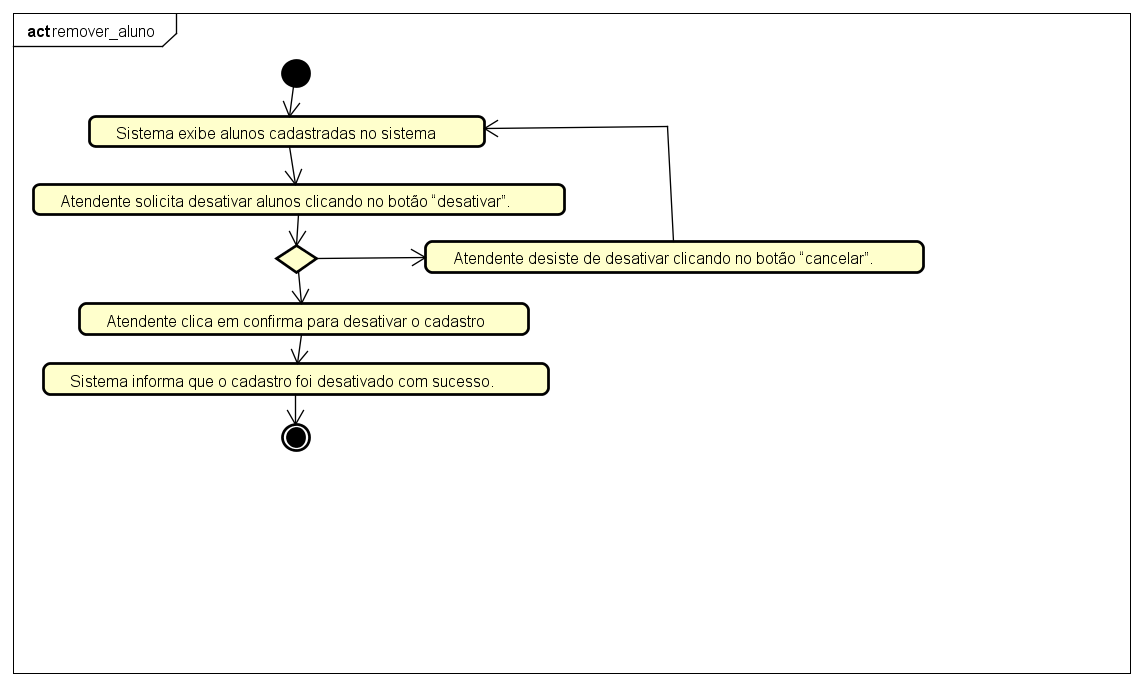 act remover_aluno
Sistema exibe alunos cadastradas no sistema
Atendente solicita desativar alunos clicando no botão “desativar”.
Atendente desiste de desativar clicando no botão “cancelar”.
Atendente clica em confirma para desativar o cadastro
Sistema informa que o cadastro foi desativado com sucesso.